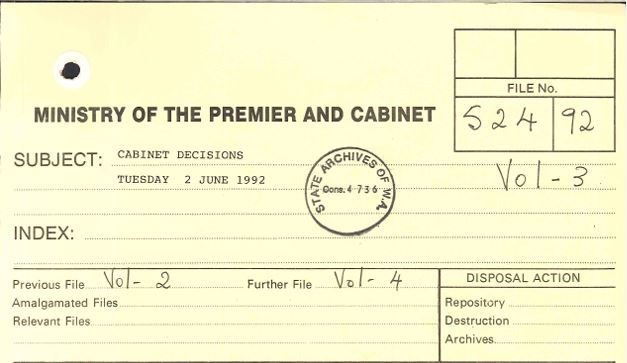 FILE No.
524 92
MINISTRY OF THE PREMIER AND CABINET
SUBJECT: CABINET DECISIONS
TUESDAY 2 JUNE 1992
Vol - 3
STATE ARCHIVES OF W.A.
Cons. 4736
INDEX:
Previous File Vol - 2 Further File Vol - 4
Amalgamated Files
Relevant Files
DISPOSAL ACTION
Repository
Destruction
Archives